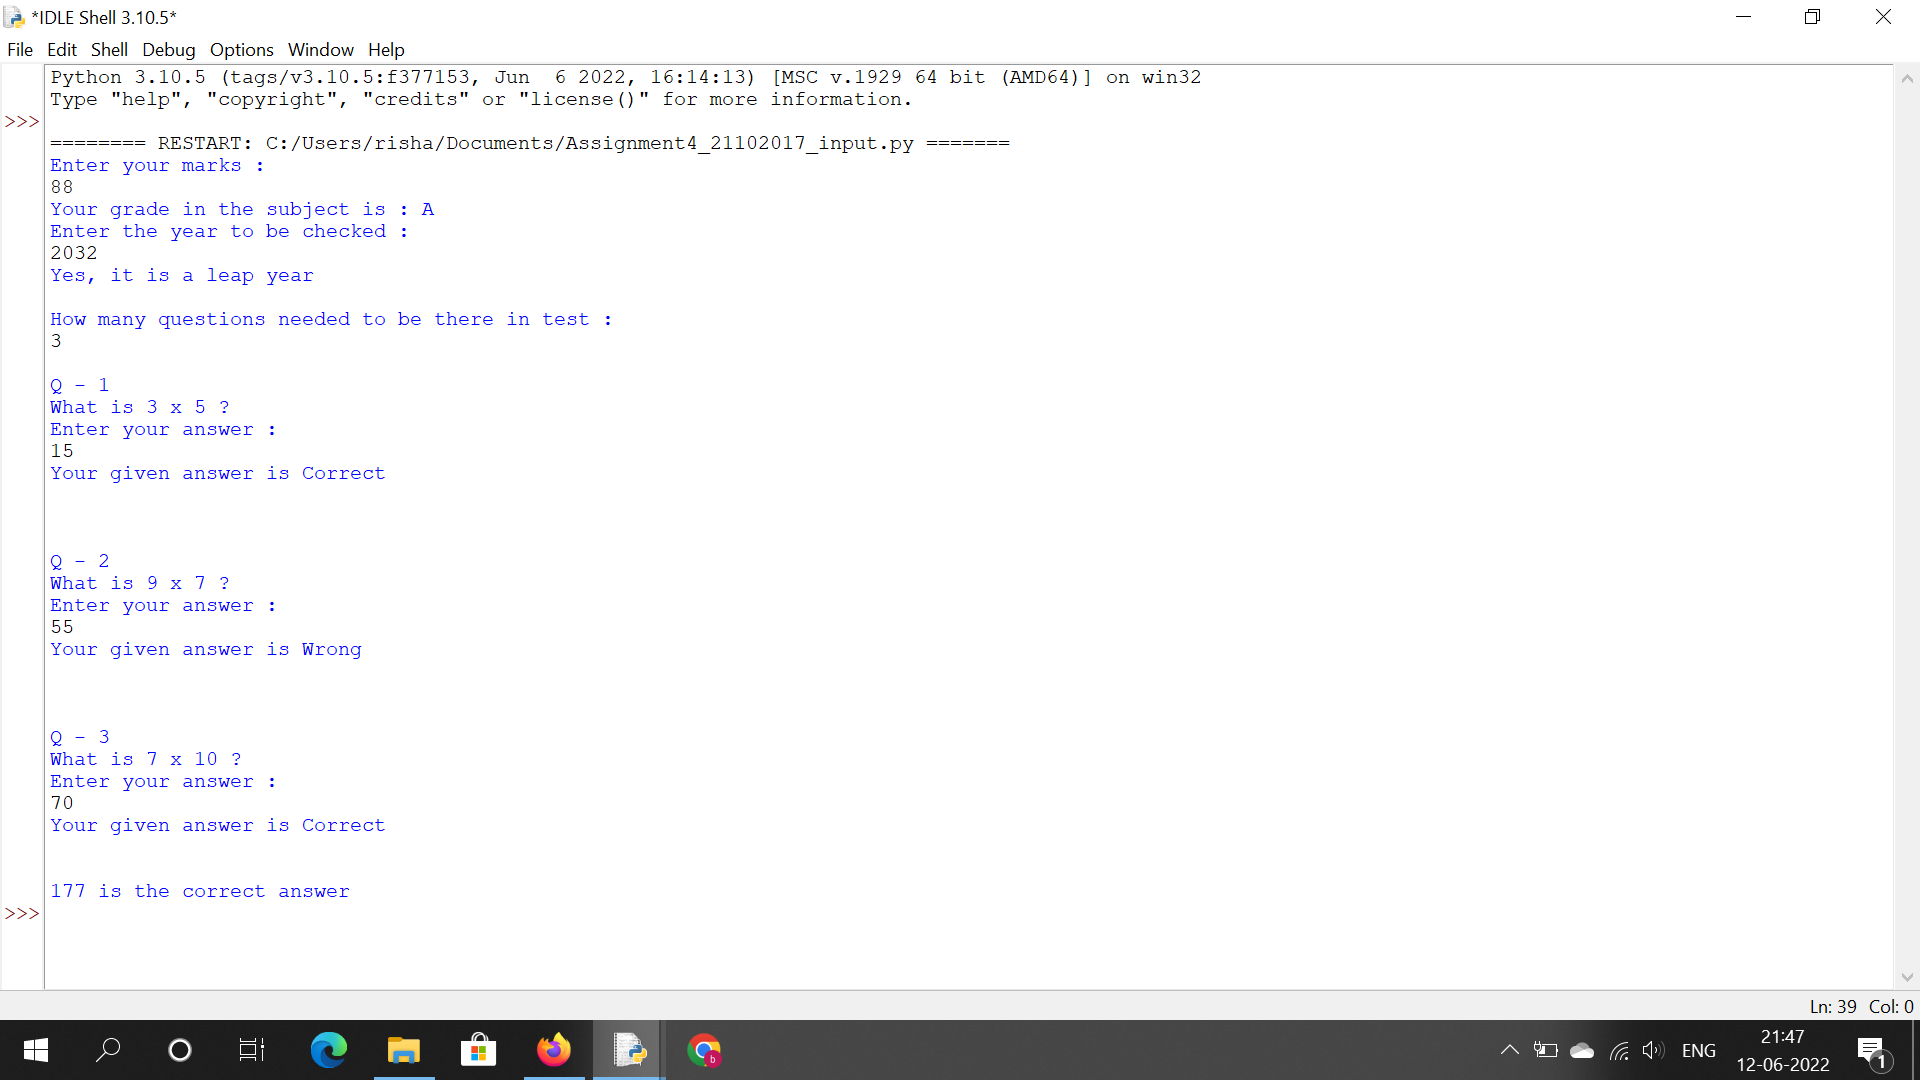 *IDLE Shell 3.10.5*
File Edit Shell Debug Options Window Help
Python 3.10.5 (tags/v3.10.5:f377153, Jun  6 2022, 16:14:13) [MSC v.1929 64 bit (AMD64)] on win32
Type "help", "copyright", "credits" or "license()" for more information.
>>>
======== RESTART: C:/Users/risha/Documents/Assignment4_21102017_input.py =======
Enter your marks :
88
Your grade in the subject is : A
Enter the year to be checked :
2032
Yes, it is a leap year
How many questions needed to be there in test :
3
Q - 1
What is 3 x 5 ?
Enter your answer :
15
Your given answer is Correct
Q - 2
What is 9 x 7 ?
Enter your answer :
55
Your given answer is Wrong
Q - 3
What is 7 x 10 ?
Enter your answer :
70
Your given answer is Correct
177 is the correct answer
>>>
Ln: 39 Col: 0
b
ENG
21:47
12-06-2022
1